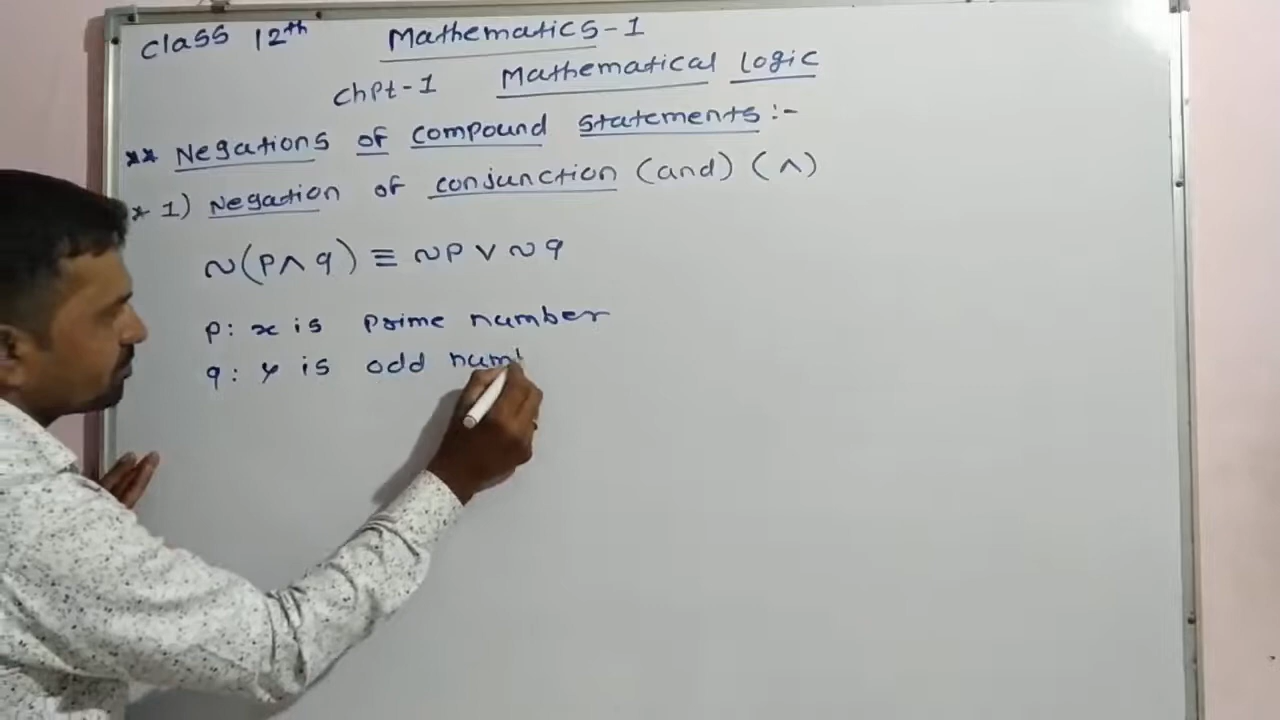 Class 12th Mathematics-1
Chpt-1 Mathematical Logic
** Negations of compound statements :-
* 1) Negation of conjunction (and) (∧)
~(p∧q) ≡ ~p∨~q
p: x is prime number
q: y is odd num